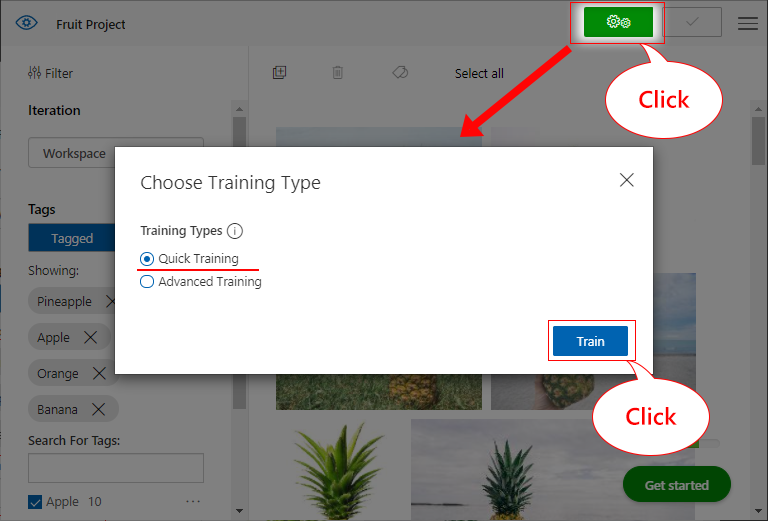 Fruit Project
Click
Filter
Select all
Iteration
Workspace
Choose Training Type
Tags
Tagged
Training Types
Quick Training
Advanced Training
Showing:
Pineapple
Apple
Orange
Banana
Train
Click
Search For Tags:
Apple 10
Get started